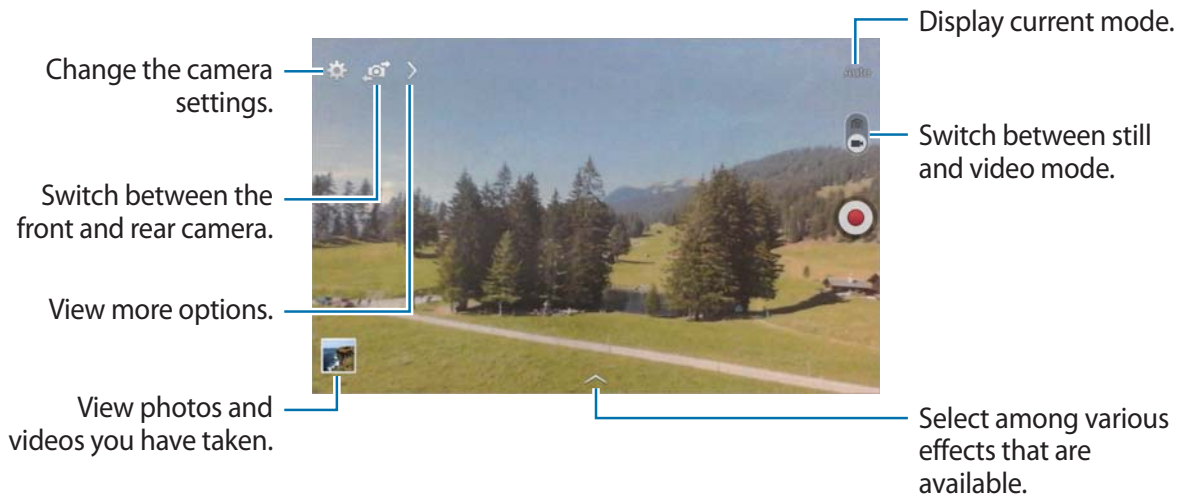 Display current mode.
Change the camera
settings.
Auto
Switch between still
and video mode.
Switch between the
front and rear camera.
View more options.
View photos and
videos you have taken.
Select among various
effects that are
available.